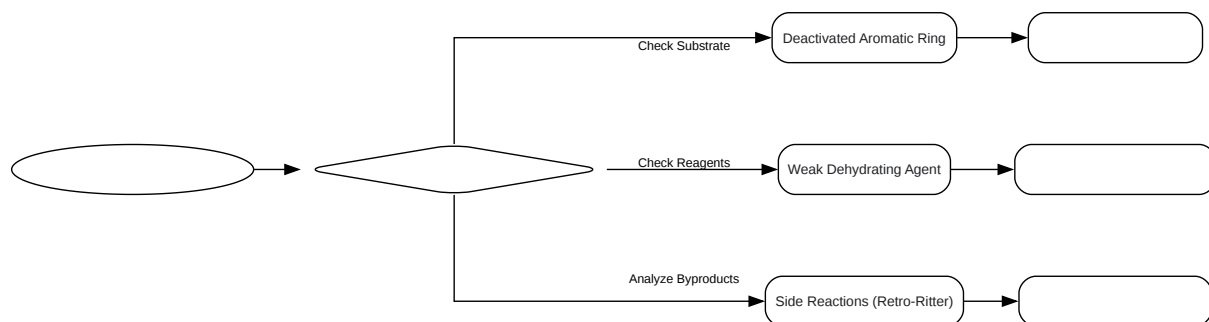 Check Substrate
Deactivated Aromatic Ring
Check Reagents
Weak Dehydrating Agent
Analyze Byproducts
Side Reactions (Retro-Ritter)